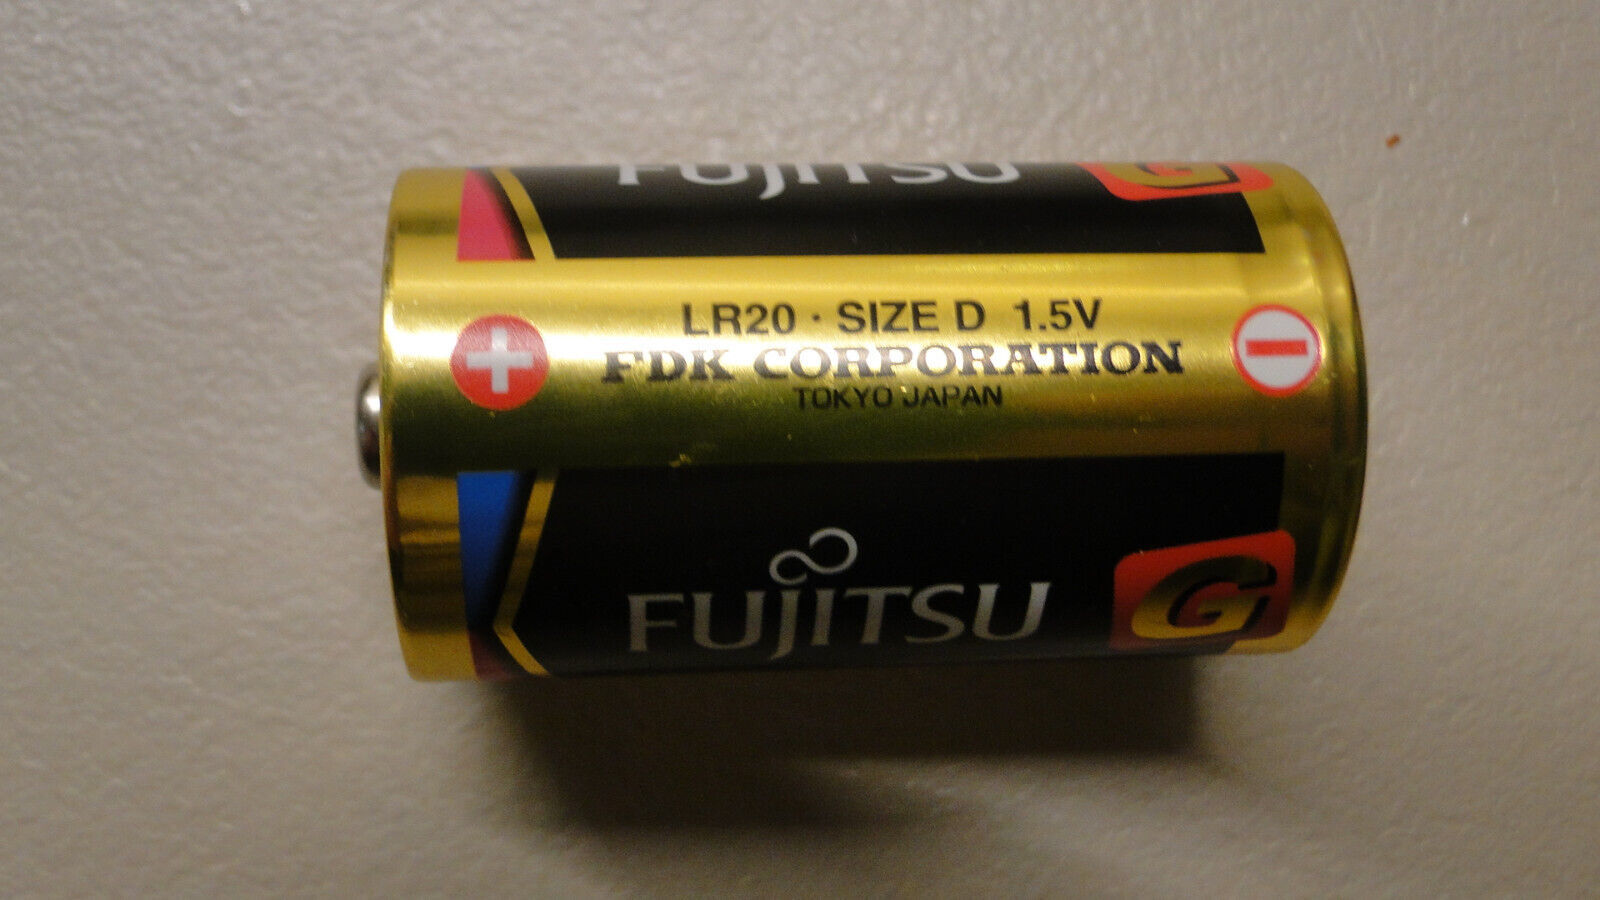 FUJITSU G
+ LR20 · SIZE D 1.5V −
FDK CORPORATION
TOKYO JAPAN
FUJITSU G